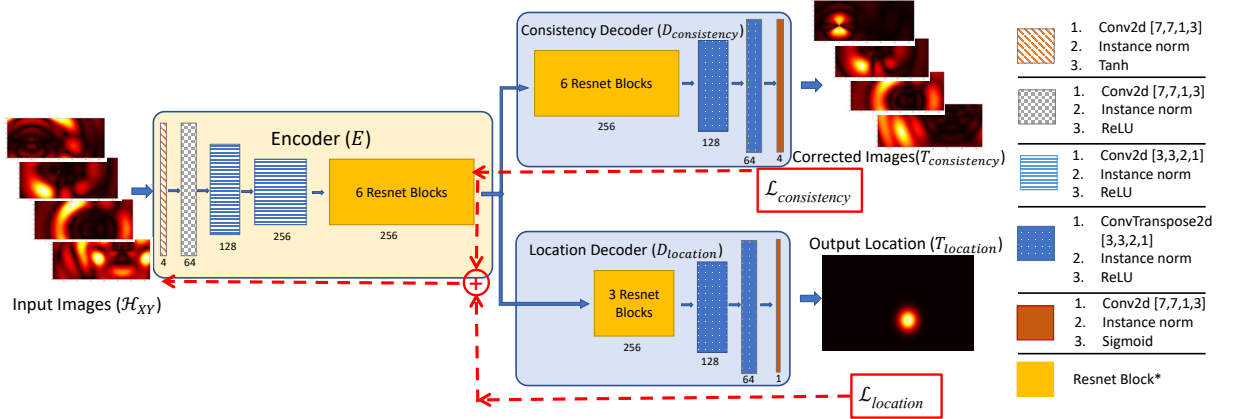 Input Images (ℋ_XY)
Encoder (E)
4
64
128
256
6 Resnet Blocks
256
+
Consistency Decoder (D_consistency)
6 Resnet Blocks
256
128
64
4
Corrected Images(T_consistency)
ℒ_consistency
Location Decoder (D_location)
3 Resnet
Blocks
256
128
64
1
Output Location (T_location)
ℒ_location
1. Conv2d [7,7,1,3]
2. Instance norm
3. Tanh
1. Conv2d [7,7,1,3]
2. Instance norm
3. ReLU
1. Conv2d [3,3,2,1]
2. Instance norm
3. ReLU
1. ConvTranspose2d
[3,3,2,1]
2. Instance norm
3. ReLU
1. Conv2d [7,7,1,3]
2. Instance norm
3. Sigmoid
Resnet Block*